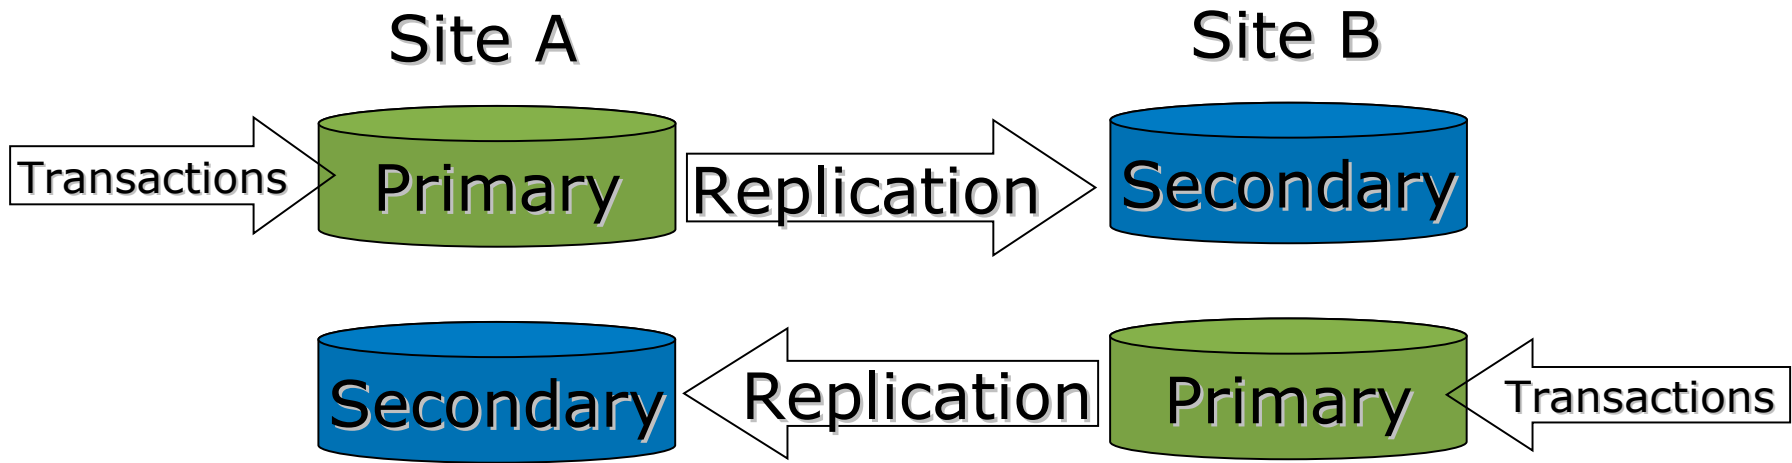 Site A
Site B
Transactions
Primary
Replication
Secondary
Secondary
Replication
Primary
Transactions